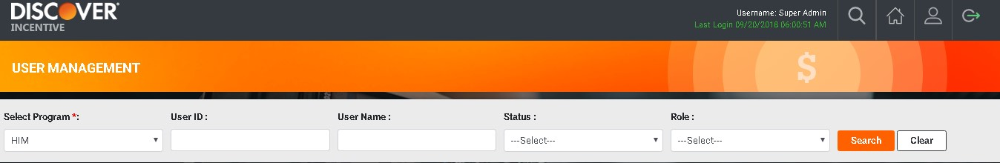 DISCOVER®
INCENTIVE
Username: Super Admin
Last Login 09/20/2018 06:00:51 AM
USER MANAGEMENT
$
Select Program *:
User ID :
User Name :
Status :
Role :
HIM
---Select---
---Select---
Search
Clear